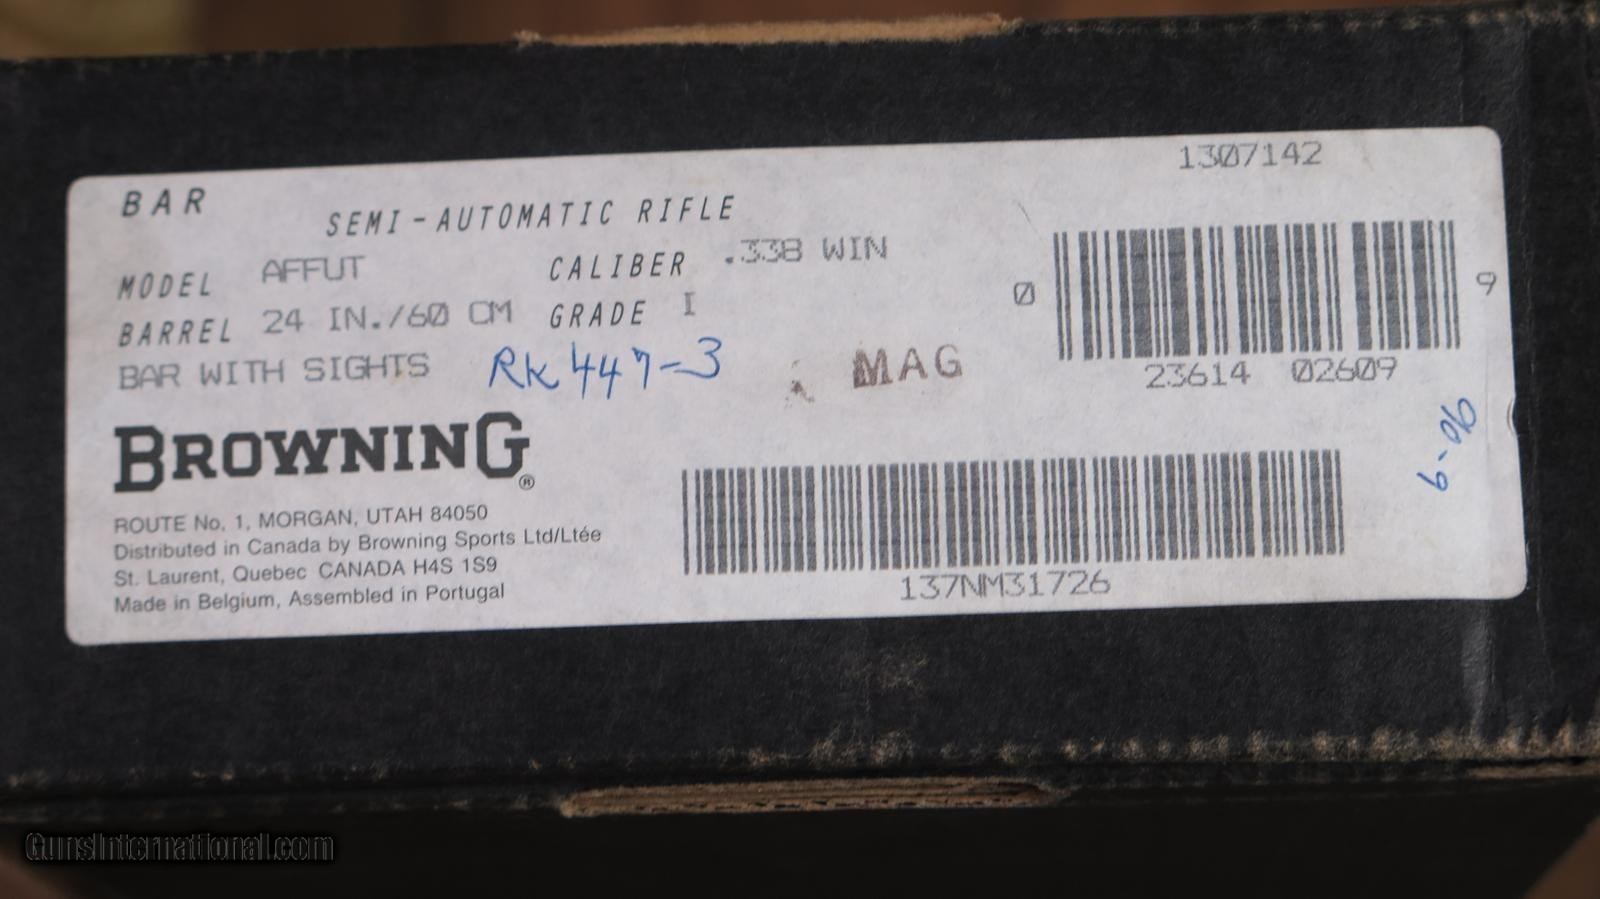 1307142
BAR
SEMI-AUTOMATIC RIFLE
MODEL AFFUT CALIBER .338 WIN
BARREL 24 IN./60 CM GRADE I
BAR WITH SIGHTS RK 447-3 MAG
0 23614 02609 9
90-9
BROWNING®
ROUTE No. 1, MORGAN, UTAH 84050
Distributed in Canada by Browning Sports Ltd/Ltée
St. Laurent, Quebec CANADA H4S 1S9
Made in Belgium, Assembled in Portugal
137NM31726
GunsInternational.com